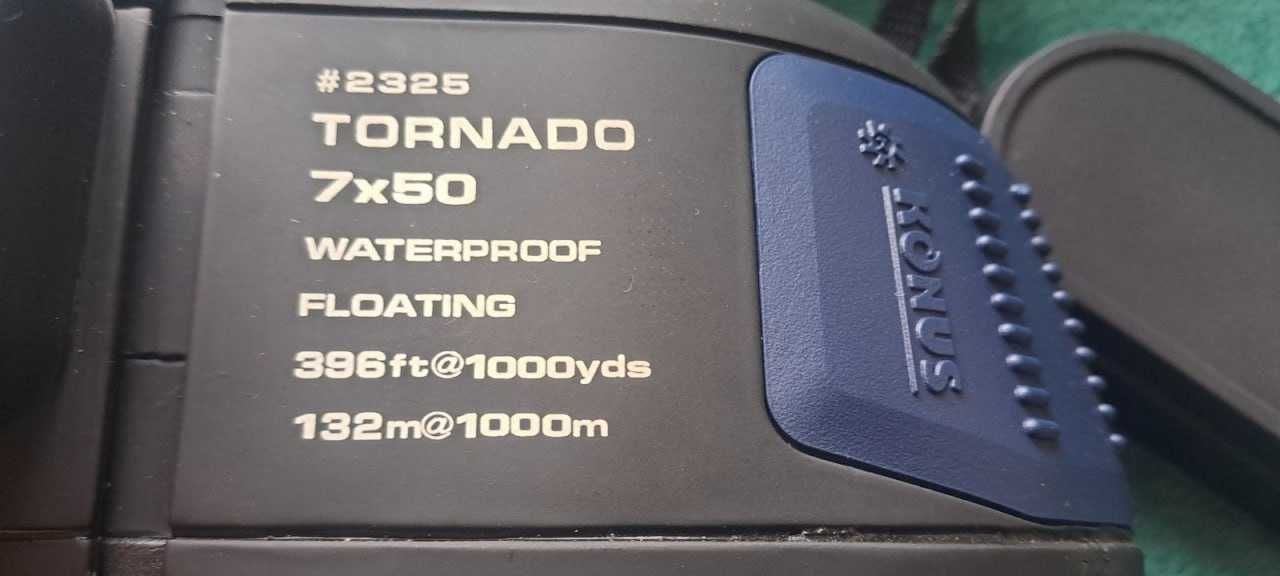 #2325
TORNADO
7x50
WATERPROOF
FLOATING
396ft@1000yds
132m@1000m
KONUS